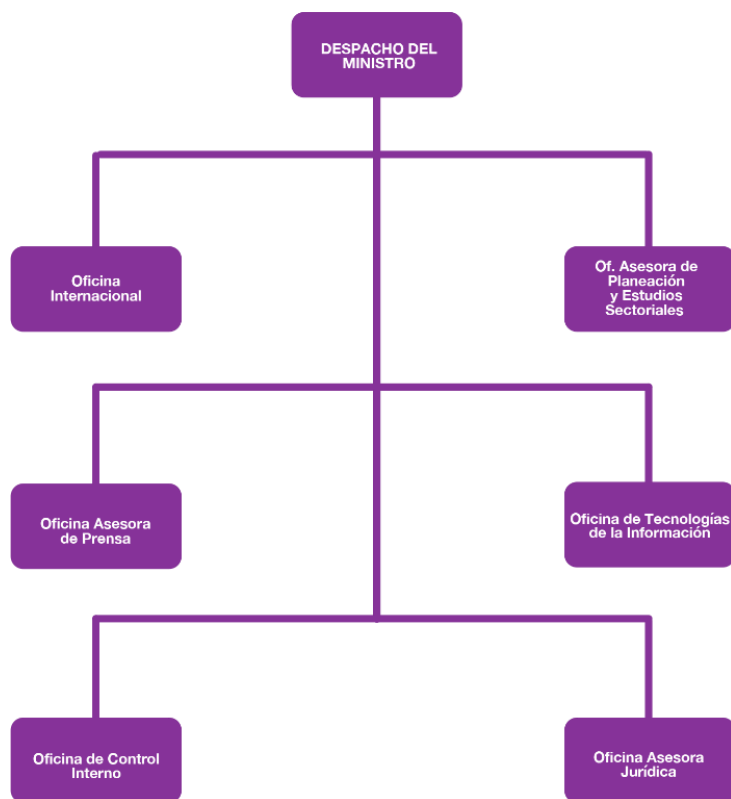 DESPACHO DEL
MINISTRO
Oficina
Internacional
Of. Asesora de
Planeación
y Estudios
Sectoriales
Oficina Asesora
de Prensa
Oficina de Tecnologías
de la Información
Oficina de Control
Interno
Oficina Asesora
Jurídica